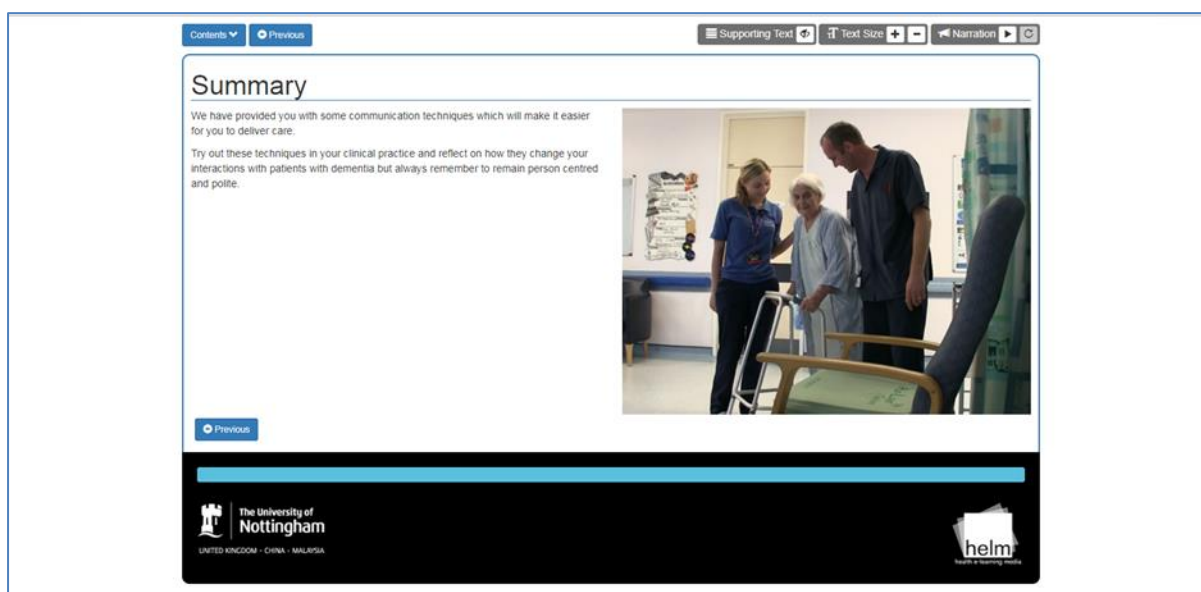 Contents
Previous
Supporting Text
Text Size
Narration
Summary
We have provided you with some communication techniques which will make it easier
for you to deliver care.
Try out these techniques in your clinical practice and reflect on how they change your
interactions with patients with dementia but always remember to remain person centred
and polite.
Previous
The University of
Nottingham
UNITED KINGDOM - CHINA - MALAYSIA
helm
health e-learning media